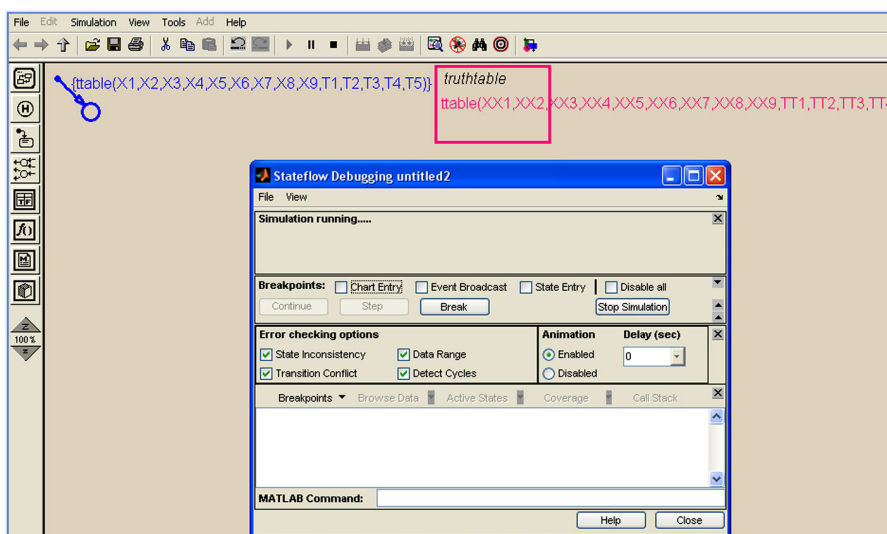 File Edit Simulation View Tools Add Help
{ttable(X1,X2,X3,X4,X5,X6,X7,X8,X9,T1,T2,T3,T4,T5)}
truthtable
ttable(XX1,XX2,XX3,XX4,XX5,XX6,XX7,XX8,XX9,TT1,TT2,TT3,TT4
H
f()
M
Z
100 %
Z
Stateflow Debugging untitled2
File View
Simulation running.....
Breakpoints: Chart Entry Event Broadcast State Entry Disable all
Continue Step Break Stop Simulation
Error checking options Animation Delay (sec)
State Inconsistency Data Range Enabled 0
Transition Conflict Detect Cycles Disabled
Breakpoints Browse Data Active States Coverage Call Stack
MATLAB Command:
Help Close